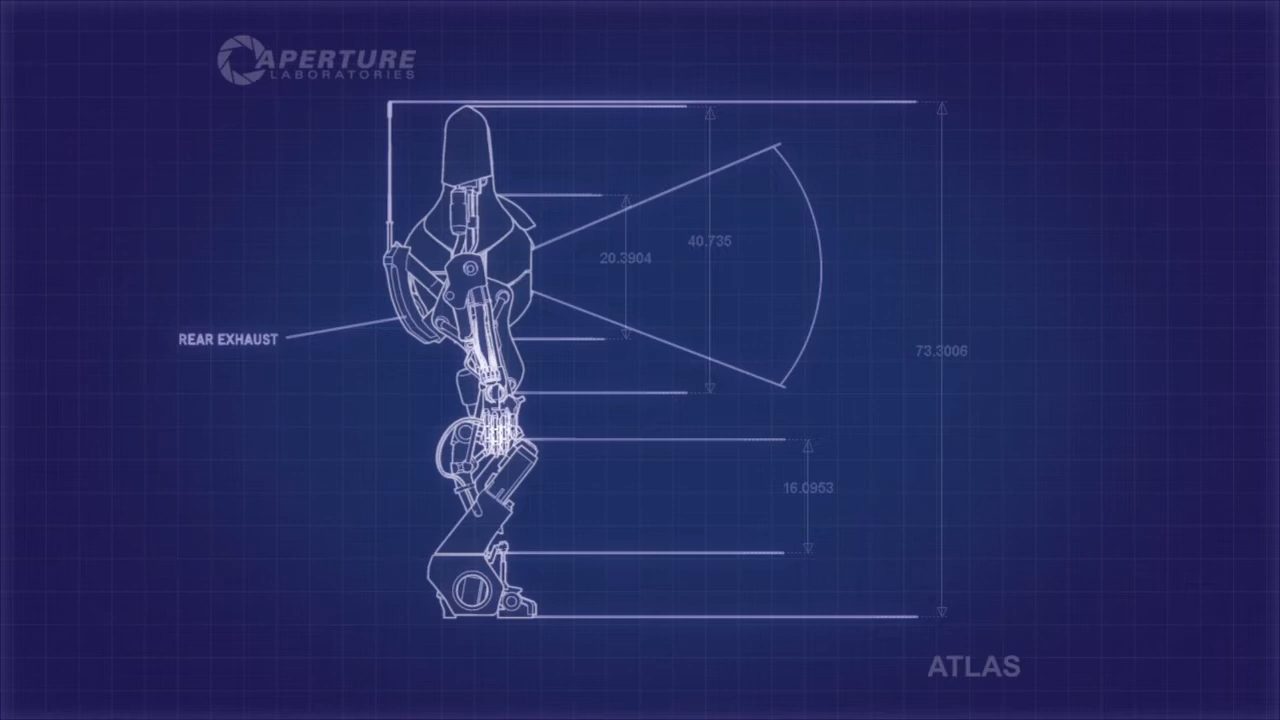 APERTURE
LABORATORIES
40.735
20.3904
REAR EXHAUST
73.3006
16.0953
ATLAS